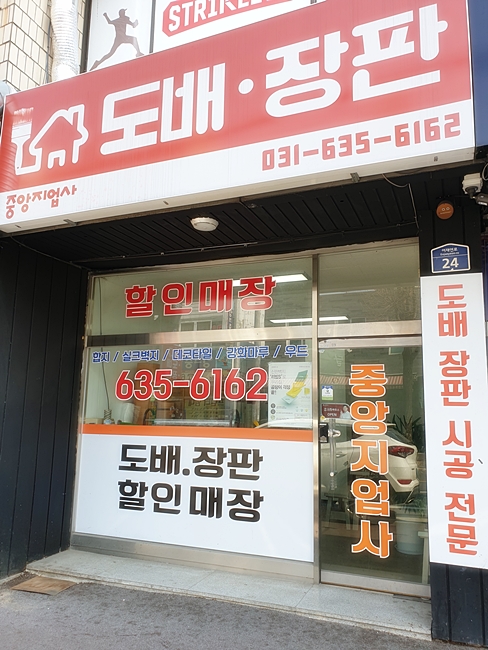 STRIKE
도배·장판
031-635-6162
중앙지업사
24
할인매장
합지 / 실크벽지 / 데코타일 / 강화마루 / 우드
635-6162
도배.장판
할인매장
중앙지업사
도배 장판 시공 전문